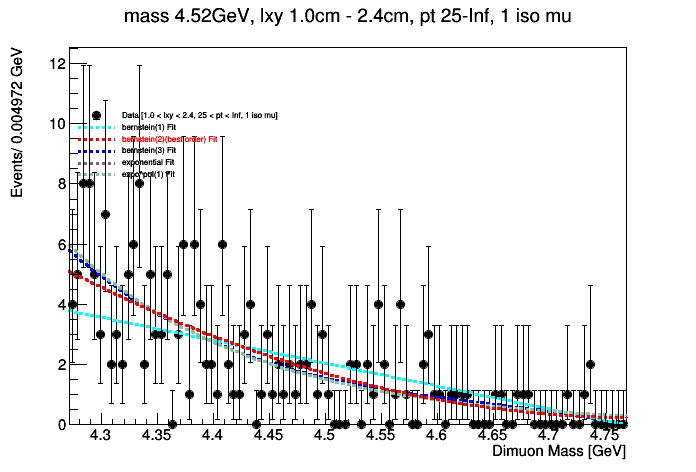 mass 4.52GeV, lxy 1.0cm - 2.4cm, pt 25-Inf, 1 iso mu
Events/ 0.004972 GeV
12
10
8
6
4
2
0
Data [1.0 < lxy < 2.4, 25 < pt < Inf, 1 iso mu]
bernstein(1) Fit
bernstein(2)(best order) Fit
bernstein(3) Fit
exponential Fit
expo*pol(1) Fit
4.3 4.35 4.4 4.45 4.5 4.55 4.6 4.65 4.7 4.75
Dimuon Mass [GeV]